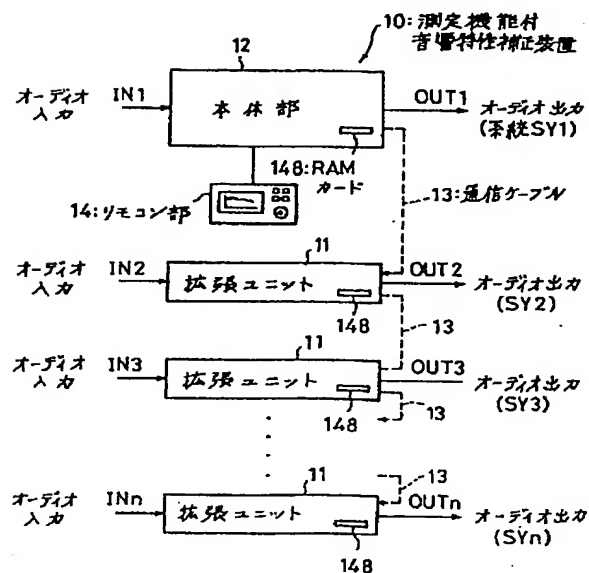 10:測定機能付
音響特性補正装置
12
オーディオ
入力
IN1
本体部
OUT1
オーディオ出力
(系統SY1)
148:RAM
カード
14:リモコン部
13:通信ケーブル
11
オーディオ
入力
IN2
拡張ユニット
OUT2
オーディオ出力
(SY2)
148
13
11
オーディオ
入力
IN3
拡張ユニット
OUT3
オーディオ出力
(SY3)
148
13
13
11
オーディオ
入力
INn
拡張ユニット
OUTn
オーディオ出力
(SYn)
148